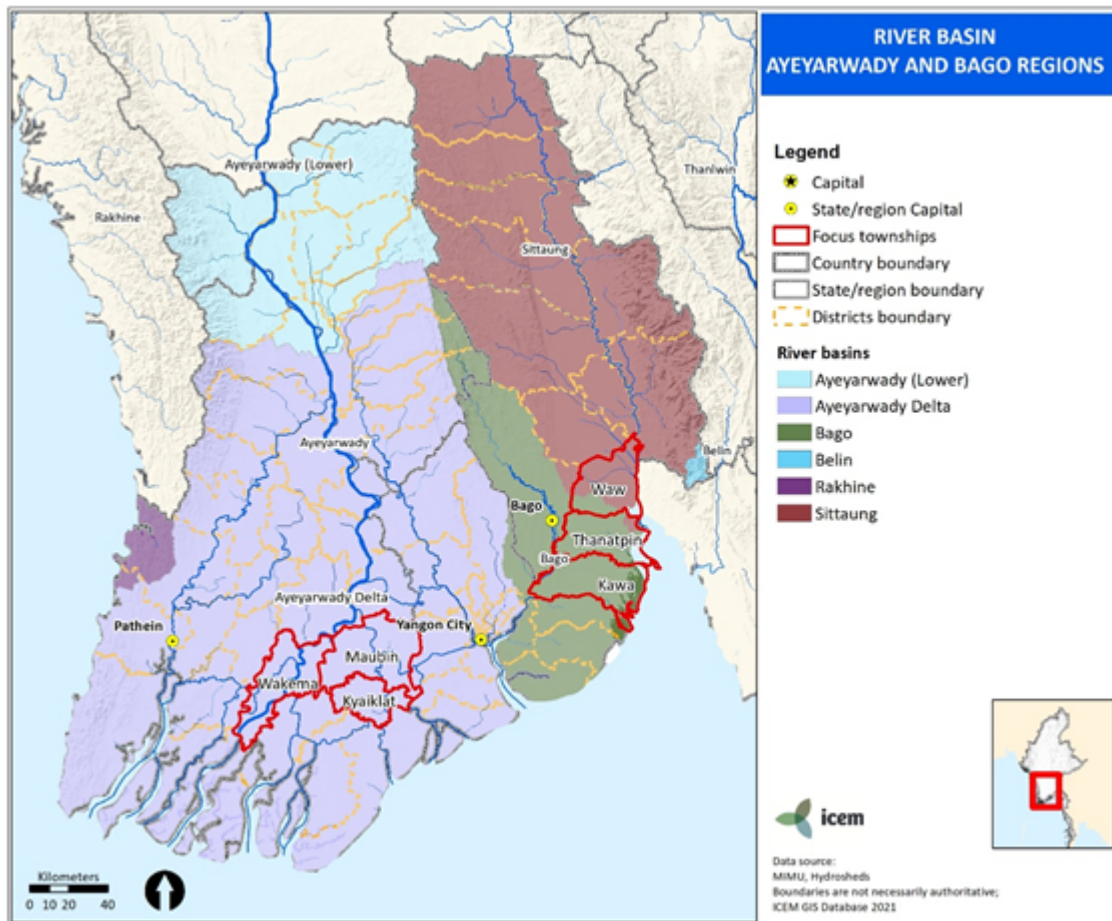 RIVER BASIN
AYEYARWADY AND BAGO REGIONS
Legend
Capital
State/region Capital
Focus townships
Country boundary
State/region boundary
Districts boundary
River basins
Ayeyarwady (Lower)
Ayeyarwady Delta
Bago
Belin
Rakhine
Sittaung
Ayeyarwady (Lower)
Thanlwin
Rakhine
Sittaung
Ayeyarwady
Belin
Waw
Bago
Thanatpin
Bago
Kawa
Ayeyarwady Delta
Pathein
Yangon City
Maubin
Wakema
Kyaiklat
Kilometers
0 10 20 40
icem
Data source:
MIMU, Hydrosheds
Boundaries are not necessarily authoritative;
ICEM GIS Database 2021